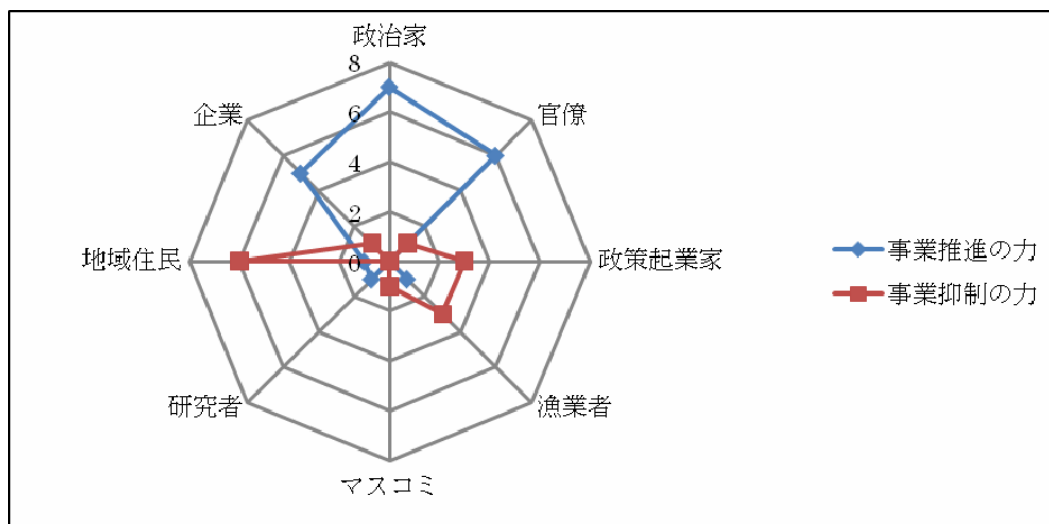 政治家
8
企業
官僚
6
4
2
地域住民
0
政策起業家
事業推進の力
事業抑制の力
研究者
漁業者
マスコミ